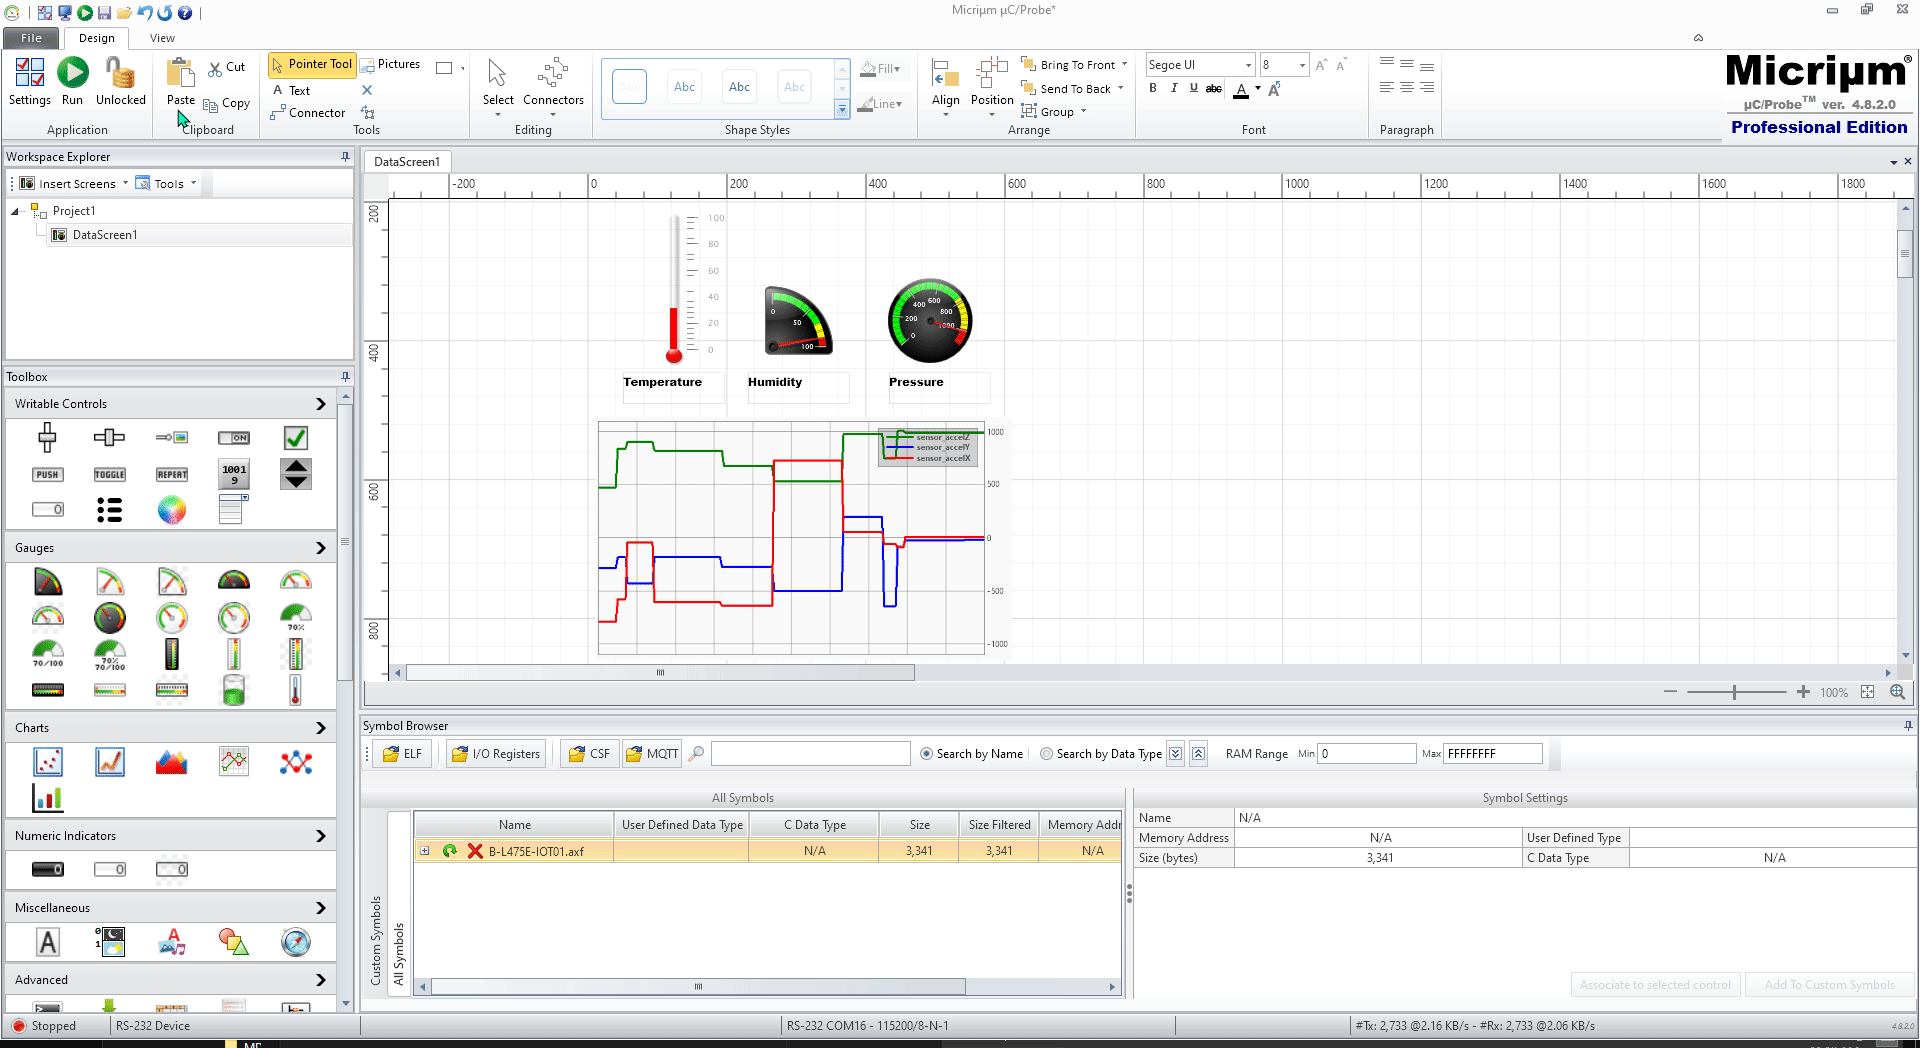 Micriµm µC/Probe*
File Design View
Settings Run Unlocked
Application
Paste Cut Copy
Clipboard
Pointer Tool Pictures
A Text
Connector
Tools
Select Connectors
Editing
Abc Abc Abc Abc
Fill
Line
Shape Styles
Align Position
Bring To Front
Send To Back
Group
Arrange
Segoe UI 8
B I U abc A
Font
Paragraph
Micriµm®
µC/Probe™ ver. 4.8.2.0
Professional Edition
Workspace Explorer
Insert Screens Tools
Project1
DataScreen1
Toolbox
Writable Controls
ON
PUSH TOGGLE REPEAT 1001 9
0
Gauges
70%
70/100 70% 70/100
Charts
Numeric Indicators
0 0 0
Miscellaneous
A 0 1 A
Advanced
DataScreen1
-200 0 200 400 600 800 1000 1200 1400 1600 1800
200
400
600
800
100
80
60
40
20
0
0 50 100
0 200 400 600 800 1000
Temperature Humidity Pressure
sensor_accelZ
sensor_accelY
sensor_accelX
1000
500
0
-500
-1000
100%
Symbol Browser
ELF I/O Registers CSF MQTT Search by Name Search by Data Type RAM Range Min 0 Max FFFFFFFF
All Symbols
Custom Symbols
All Symbols
Name User Defined Data Type C Data Type Size Size Filtered Memory Addr
B-L475E-IOT01.axf N/A 3,341 3,341 N/A
Symbol Settings
Name N/A
Memory Address N/A User Defined Type
Size (bytes) 3,341 C Data Type N/A
Associate to selected control Add To Custom Symbols
Stopped RS-232 Device RS-232 COM16 - 115200/8-N-1 #Tx: 2,733 @2.16 KB/s - #Rx: 2,733 @2.06 KB/s 4.8.2.0